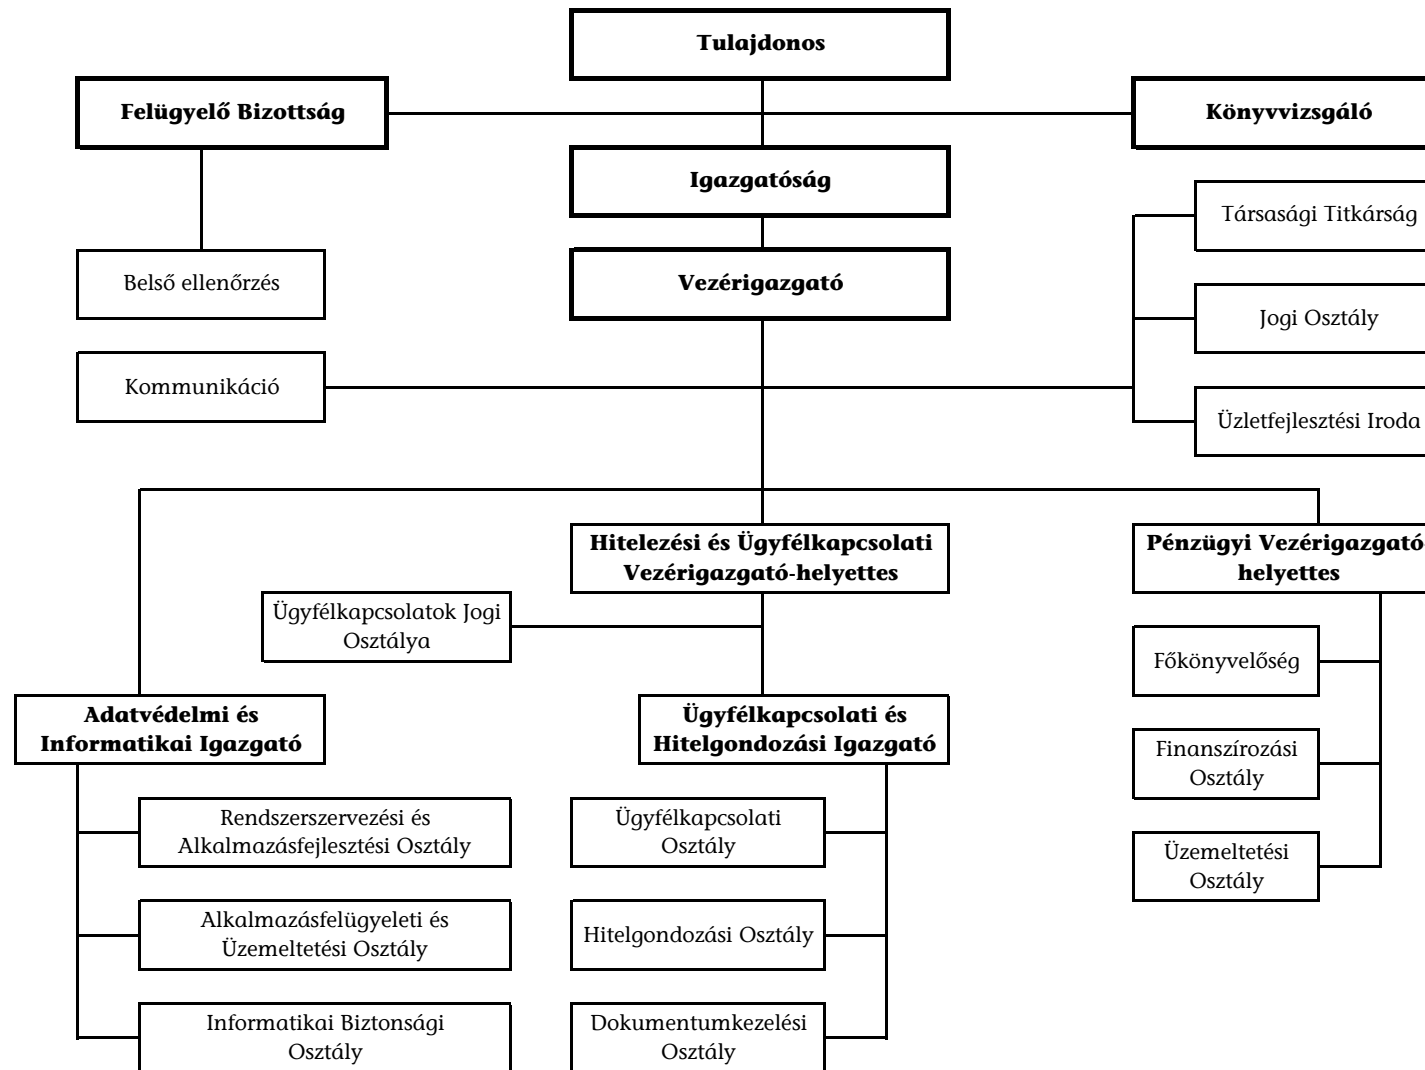 Tulajdonos
Felügyelő Bizottság
Könyvvizsgáló
Igazgatóság
Társasági Titkárság
Belső ellenőrzés
Vezérigazgató
Jogi Osztály
Kommunikáció
Üzletfejlesztési Iroda
Hitelezési és Ügyfélkapcsolati
Vezérigazgató-helyettes
Pénzügyi Vezérigazgató-
helyettes
Ügyfélkapcsolatok Jogi
Osztálya
Főkönyvelőség
Adatvédelmi és
Informatikai Igazgató
Ügyfélkapcsolati és
Hitelgondozási Igazgató
Finanszírozási
Osztály
Rendszerszervezési és
Alkalmazásfejlesztési Osztály
Ügyfélkapcsolati
Osztály
Üzemeltetési
Osztály
Alkalmazásfelügyeleti és
Üzemeltetési Osztály
Hitelgondozási Osztály
Informatikai Biztonsági
Osztály
Dokumentumkezelési
Osztály